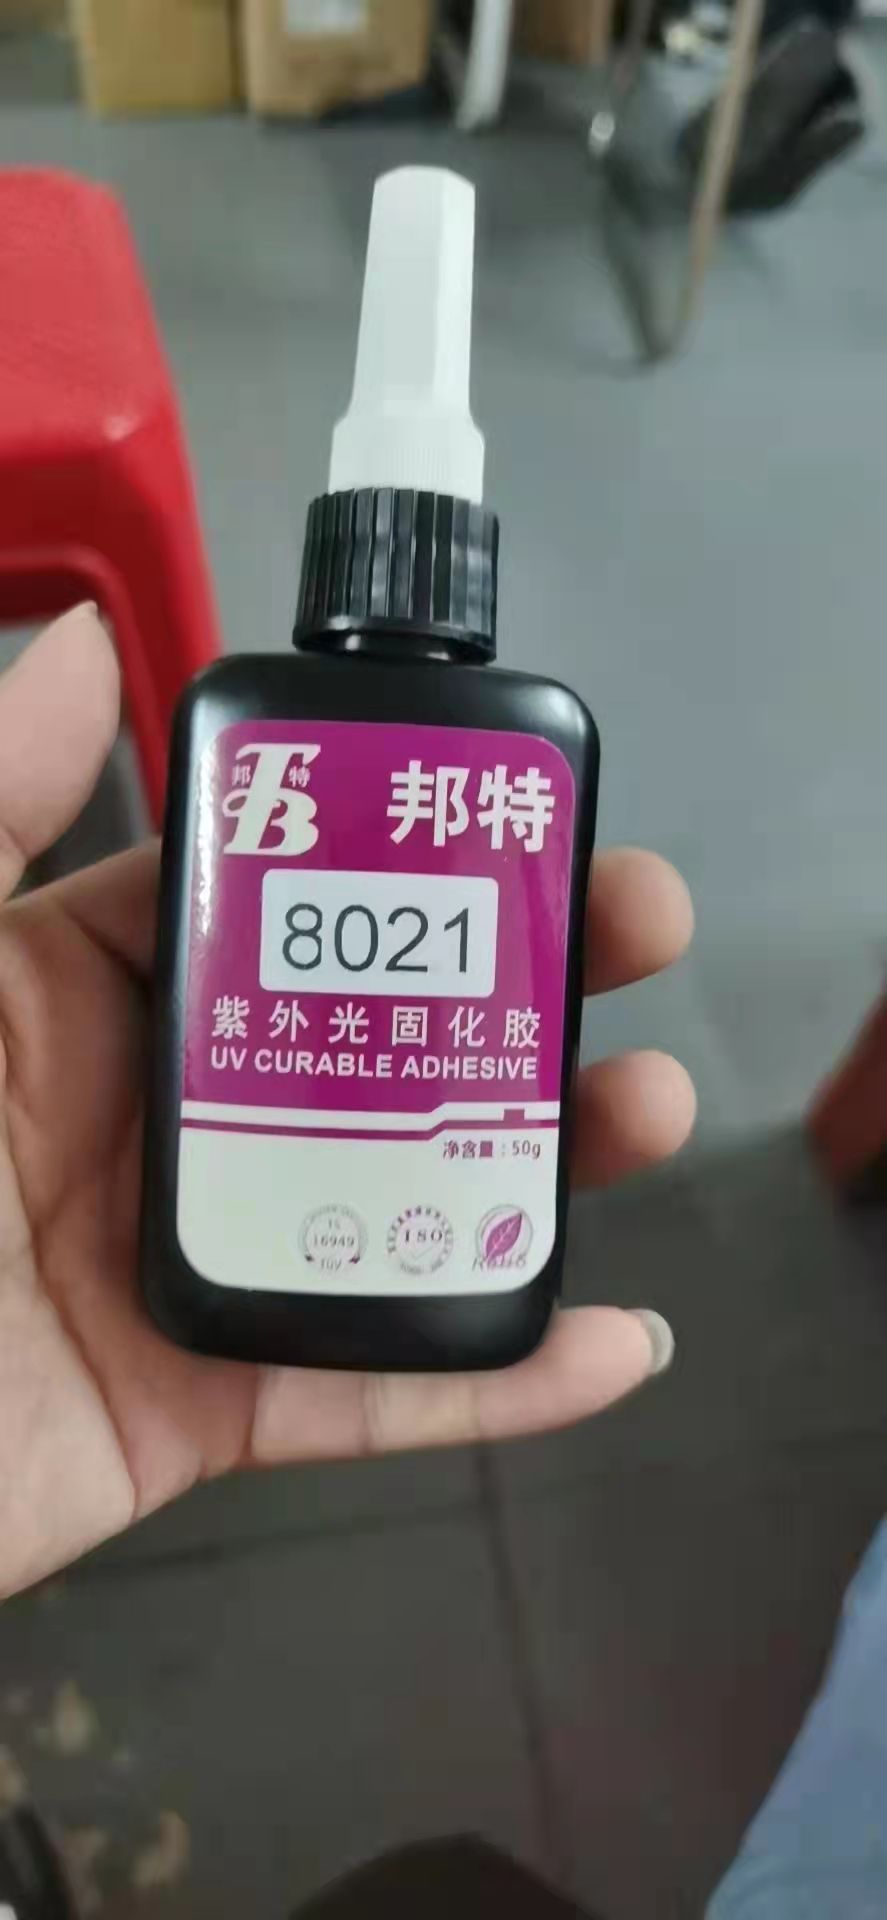 邦 特
TB
邦特
8021
紫外光固化胶
UV CURABLE ADHESIVE
净含量：50g
16949
TUV
ISO
RoHS